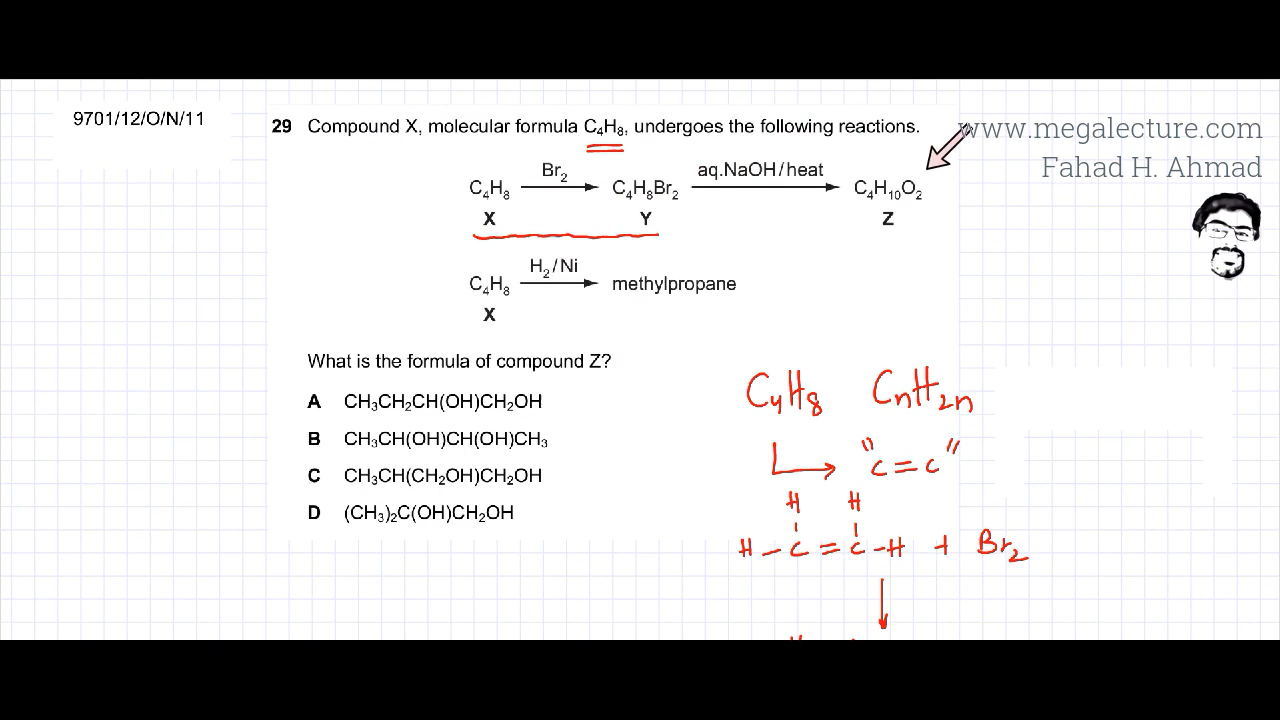 9701/12/O/N/11
www.megalecture.com
Fahad H. Ahmad
29 Compound X, molecular formula C₄H₈, undergoes the following reactions.
Br₂ aq.NaOH/heat
C₄H₈ → C₄H₈Br₂ → C₄H₁₀O₂
X Y Z
H₂/Ni
C₄H₈ → methylpropane
X
What is the formula of compound Z?
A CH₃CH₂CH(OH)CH₂OH
B CH₃CH(OH)CH(OH)CH₃
C CH₃CH(CH₂OH)CH₂OH
D (CH₃)₂C(OH)CH₂OH
C₄H₈ CnH2n
"C=C"
H H
H-C=C-H + Br₂